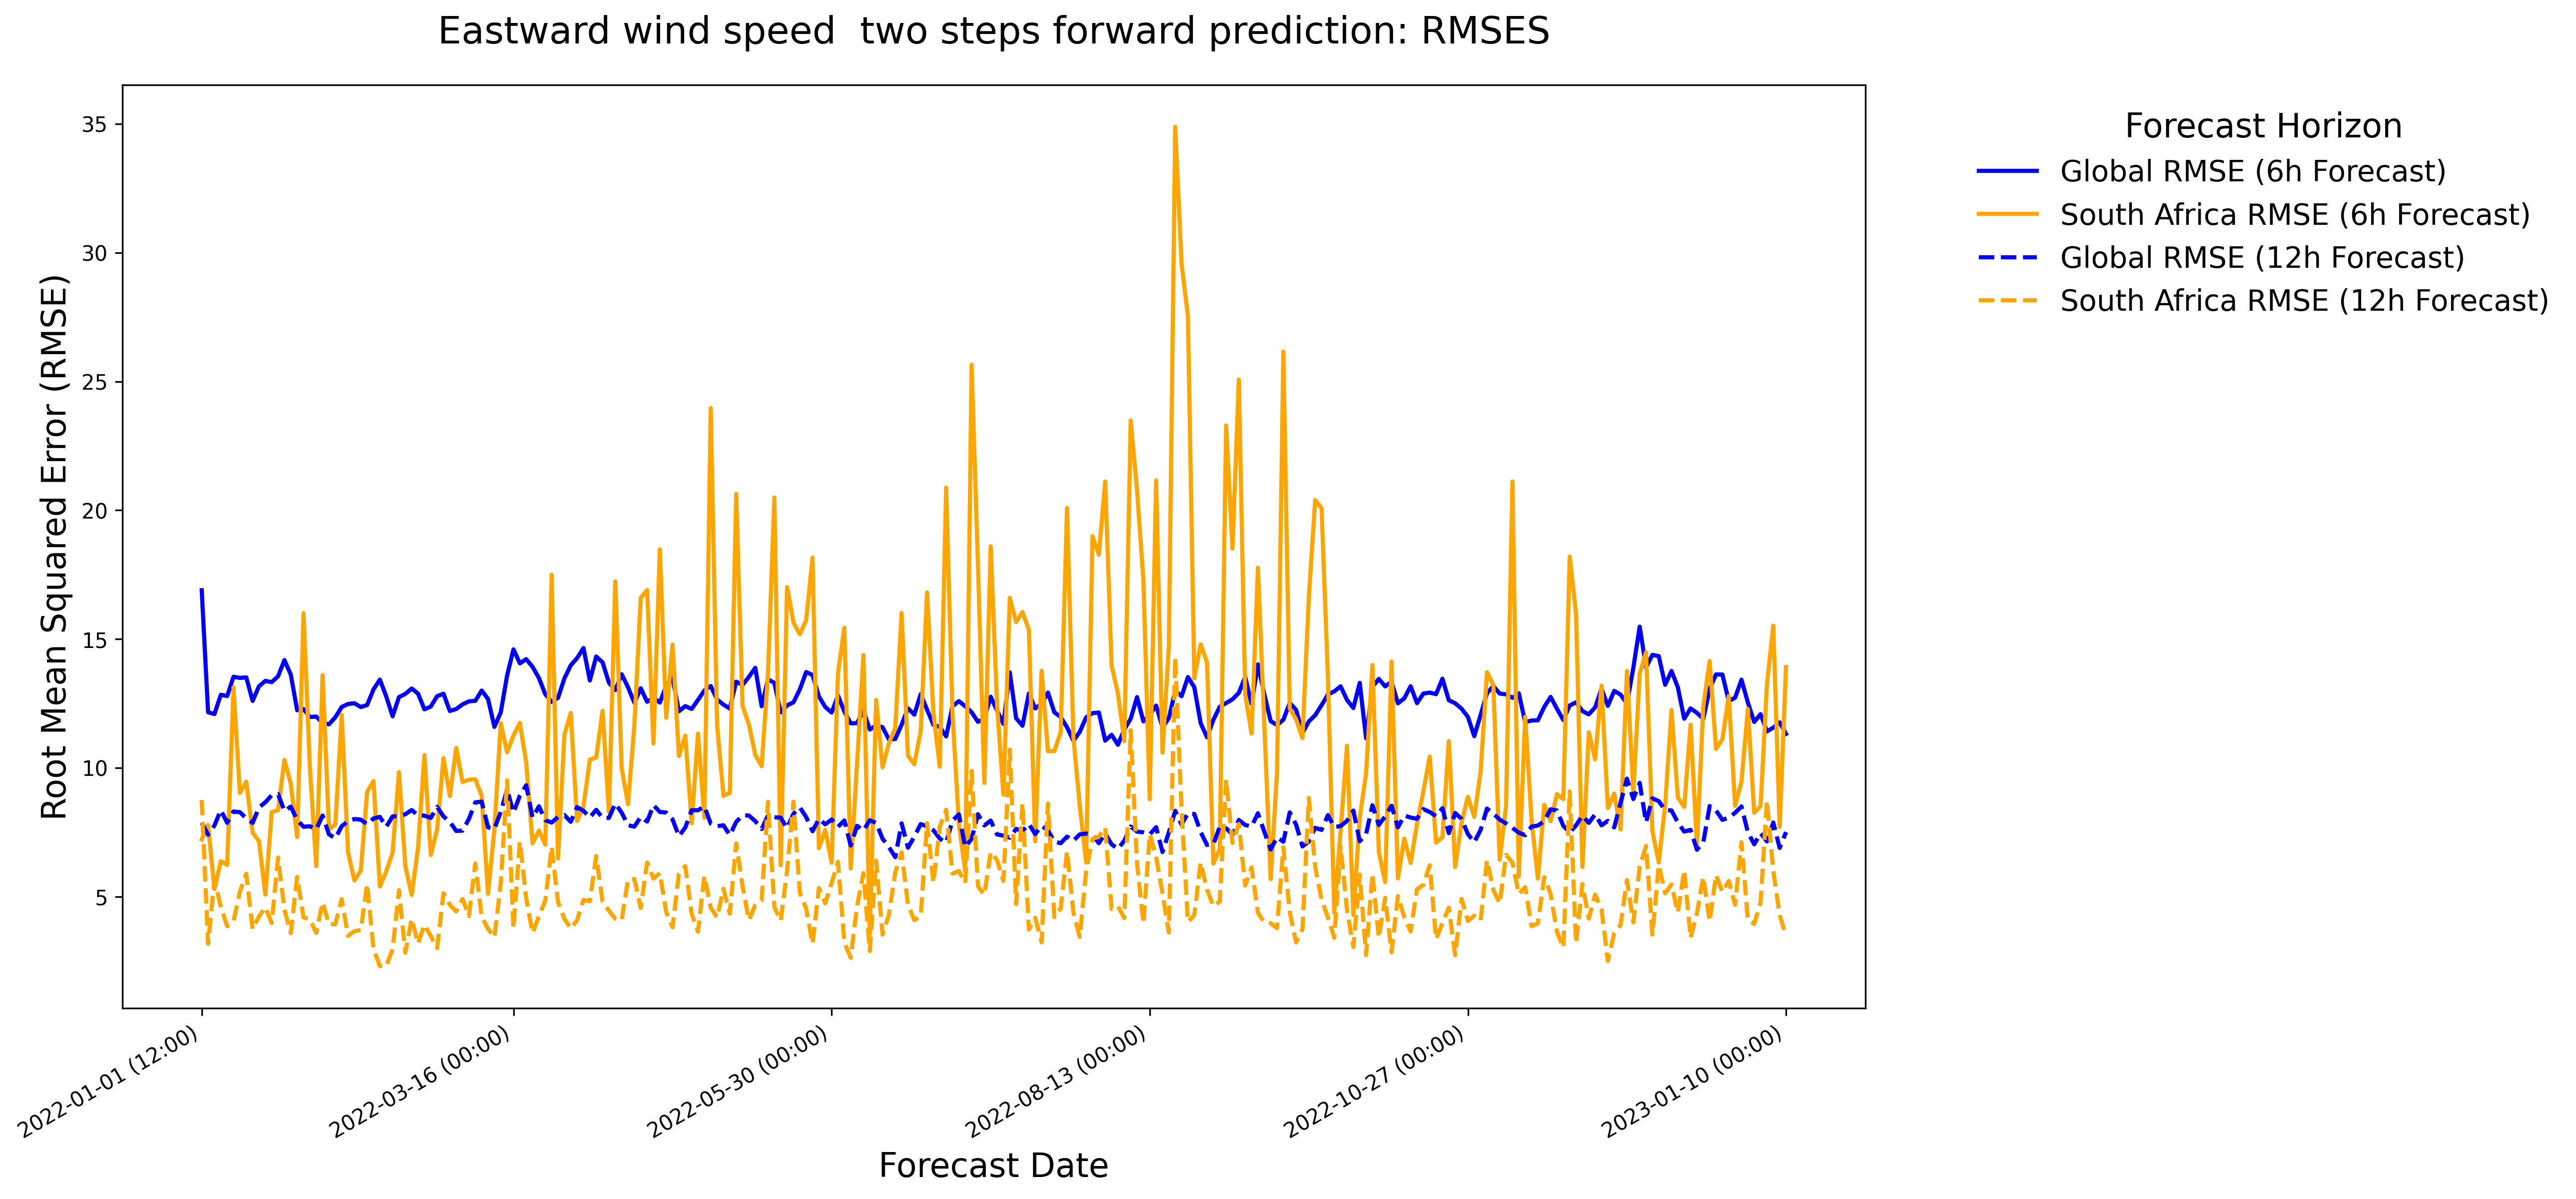 Eastward wind speed  two steps forward prediction: RMSES
Root Mean Squared Error (RMSE)
35
30
25
20
15
10
5
2022-01-01 (12:00)
2022-03-16 (00:00)
2022-05-30 (00:00)
2022-08-13 (00:00)
2022-10-27 (00:00)
2023-01-10 (00:00)
Forecast Date
Forecast Horizon
Global RMSE (6h Forecast)
South Africa RMSE (6h Forecast)
Global RMSE (12h Forecast)
South Africa RMSE (12h Forecast)